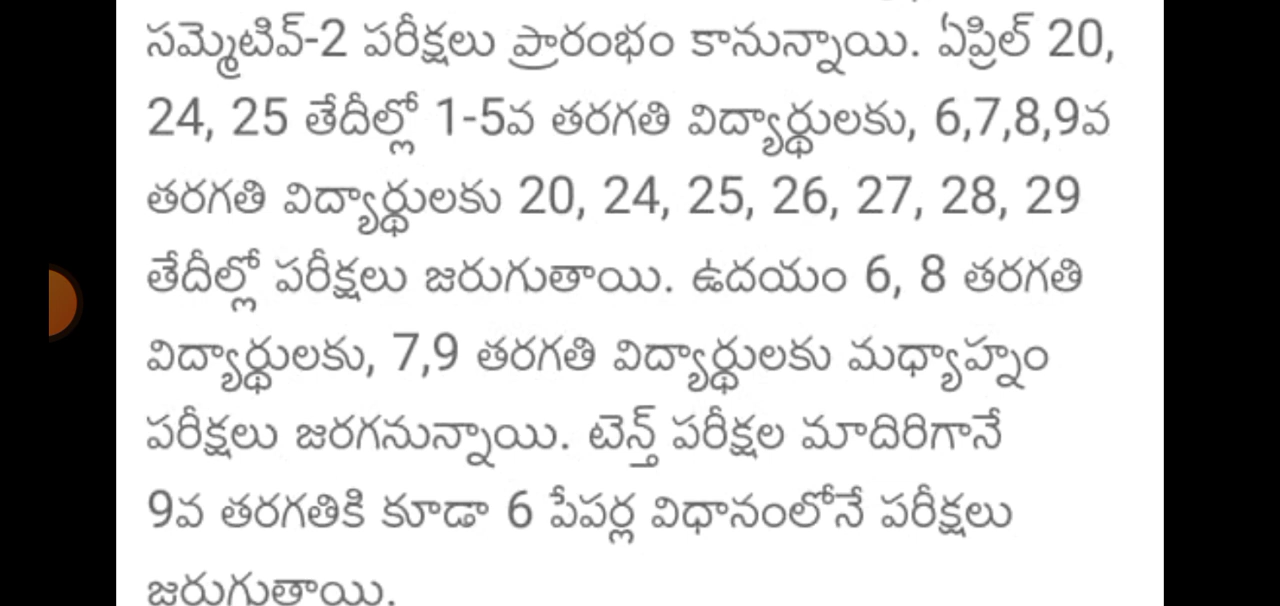 సమ్మెటివ్-2 పరీక్షలు ప్రారంభం కానున్నాయి. ఏప్రిల్ 20,
24, 25 తేదీల్లో 1-5వ తరగతి విద్యార్థులకు, 6,7,8,9వ
తరగతి విద్యార్థులకు 20, 24, 25, 26, 27, 28, 29
తేదీల్లో పరీక్షలు జరుగుతాయి. ఉదయం 6, 8 తరగతి
విద్యార్థులకు, 7,9 తరగతి విద్యార్థులకు మధ్యాహ్నం
పరీక్షలు జరగనున్నాయి. టెన్త్ పరీక్షల మాదిరిగానే
9వ తరగతికి కూడా 6 పేపర్ల విధానంలోనే పరీక్షలు
జరుగుతాయి.